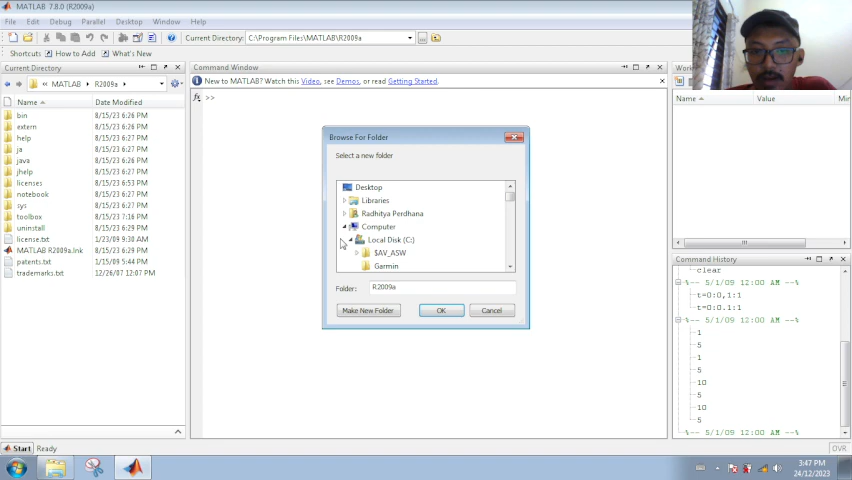 MATLAB 7.8.0 (R2009a)
File Edit Debug Parallel Desktop Window Help
Current Directory: C:\Program Files\MATLAB\R2009a
Shortcuts How to Add What's New
Current Directory
MATLAB R2009a
Name Date Modified
bin 8/15/23 6:26 PM
extern 8/15/23 6:26 PM
help 8/15/23 6:27 PM
ja 8/15/23 6:27 PM
java 8/15/23 6:26 PM
jhelp 8/15/23 6:27 PM
licenses 8/15/23 6:53 PM
notebook 8/15/23 6:27 PM
sys 8/15/23 6:27 PM
toolbox 8/15/23 7:16 PM
uninstall 8/15/23 6:29 PM
license.txt 1/23/09 9:30 AM
MATLAB R2009a.lnk 8/15/23 6:29 PM
patents.txt 1/15/09 5:20 AM
trademarks.txt 12/26/07 12:07 PM
Command Window
New to MATLAB? Watch this Video, see Demos, or read Getting Started.
fx >>
Browse For Folder
Select a new folder
Desktop
Libraries
Radhitya Perdhana
Computer
Local Disk (C:)
$AV_ASW
Garmin
Folder: R2009a
Make New Folder OK Cancel
Name Value
Command History
clear
%-- 5/1/09 12:00 AM --%
t=0:0,1:1
t=0:0.1:1
%-- 5/1/09 12:00 AM --%
1
5
1
5
10
5
10
5
%-- 5/1/09 12:00 AM --%
Start Ready
OVR
3:47 PM
24/12/2023